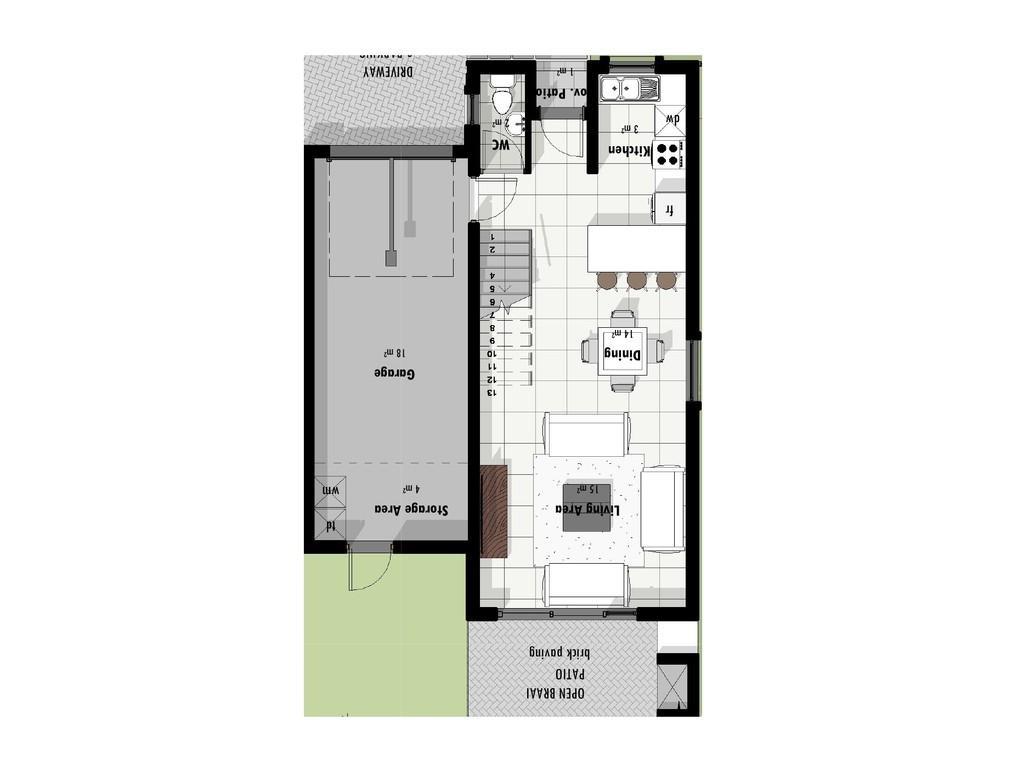 OPEN BRAAI
PATIO
brick paving
Living Area
15 m²
Storage Area
4 m²
td
wm
Dining
14 m²
Garage
18 m²
13
12
11
10
9
8
7
6
5
4
2
1
fr
Kitchen
3 m²
dw
WC
2 m²
ov. Patio
1 m²
DRIVEWAY
& PARKING